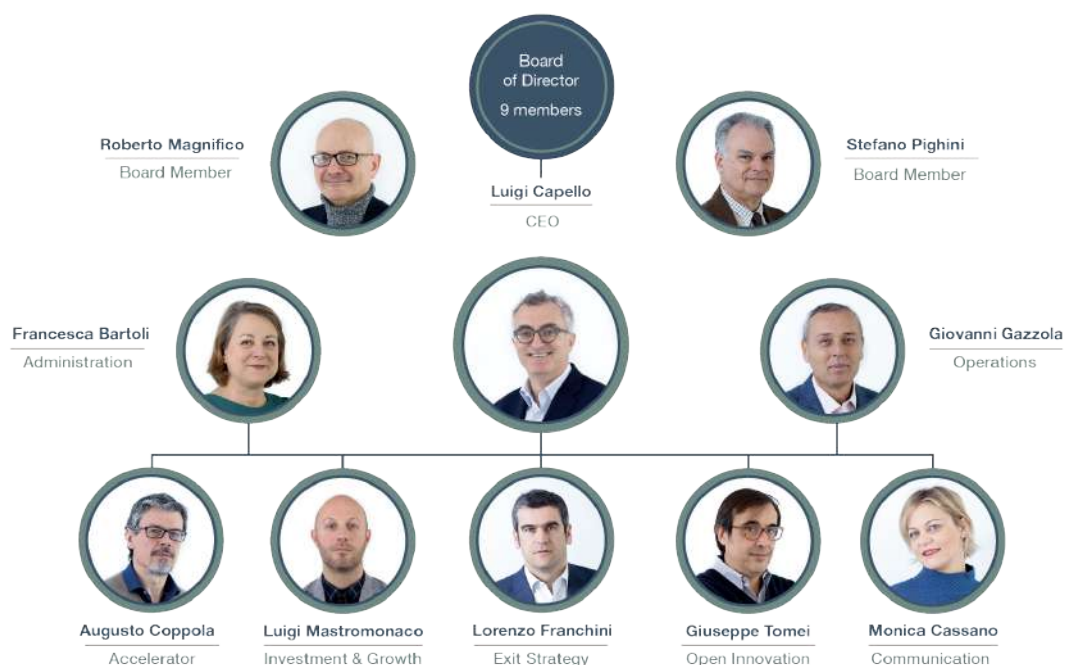 Board
of Director
9 members
Roberto Magnifico
Board Member
Stefano Pighini
Board Member
Luigi Capello
CEO
Francesca Bartoli
Administration
Giovanni Gazzola
Operations
Augusto Coppola
Accelerator
Luigi Mastromonaco
Investment & Growth
Lorenzo Franchini
Exit Strategy
Giuseppe Tomei
Open Innovation
Monica Cassano
Communication